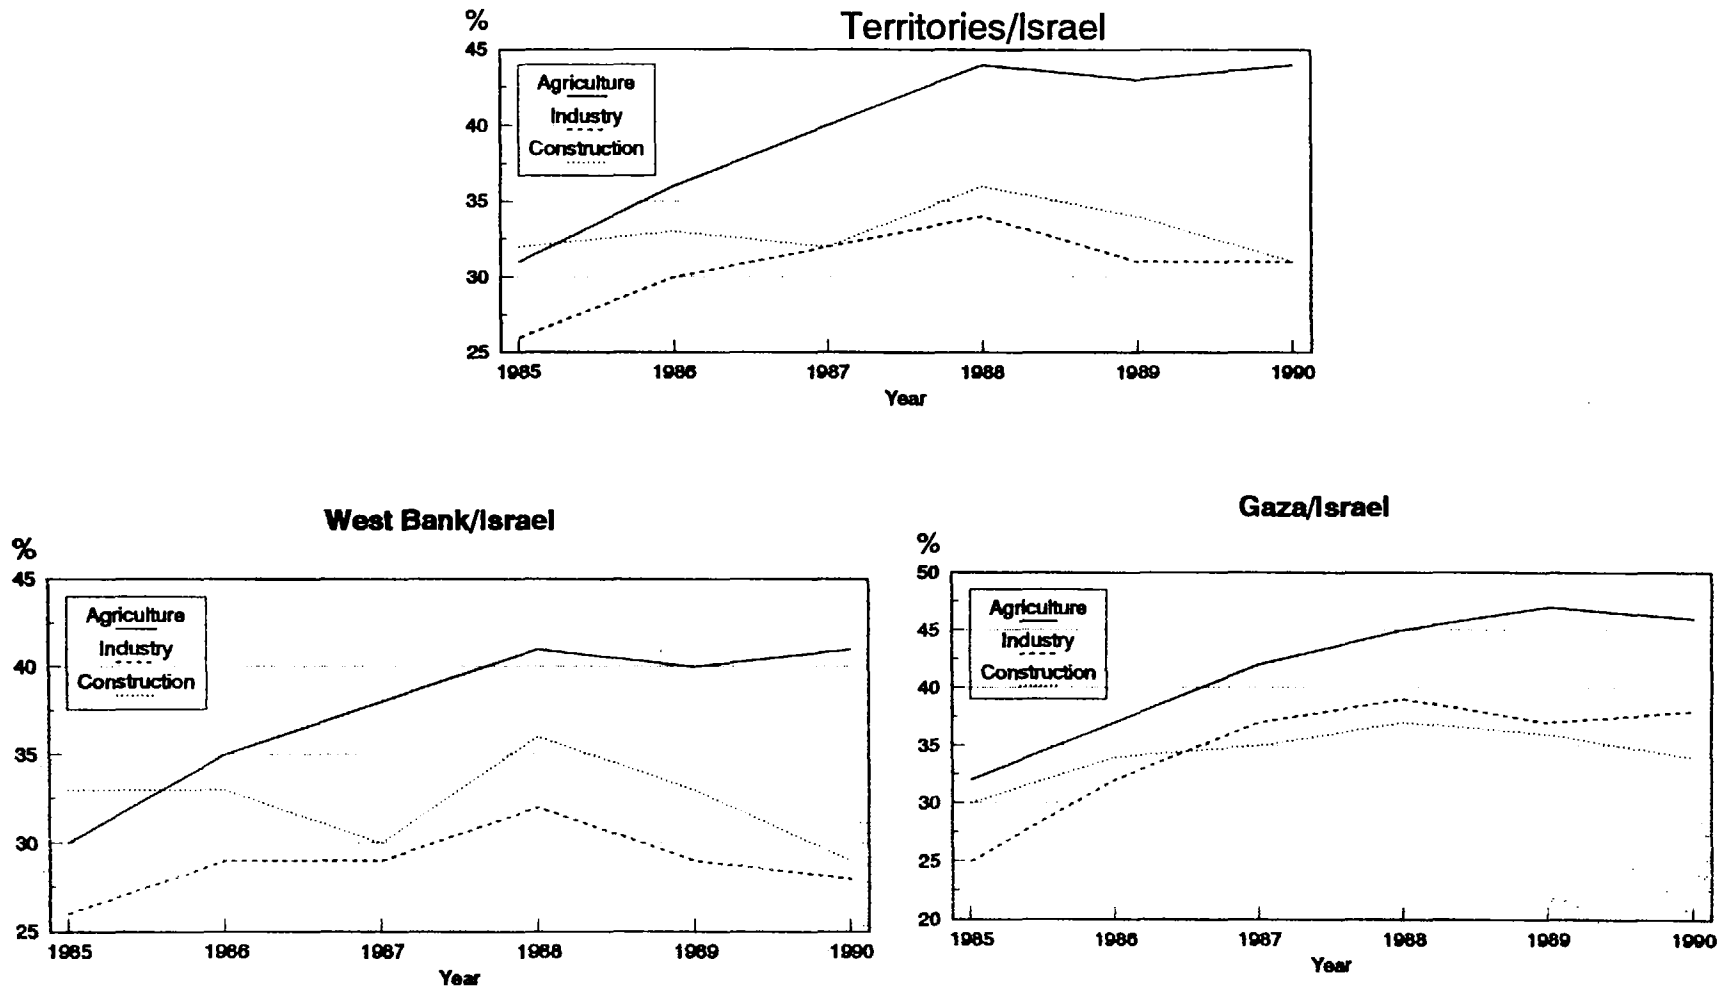 Territories/Israel
%
45
40
35
30
25
Agriculture
Industry
Construction
1985 1986 1987 1988 1989 1990
Year
West Bank/Israel
%
45
40
35
30
25
Agriculture
Industry
Construction
1985 1986 1987 1988 1989 1990
Year
Gaza/Israel
%
50
45
40
35
30
25
20
Agriculture
Industry
Construction
1985 1986 1987 1988 1989 1990
Year